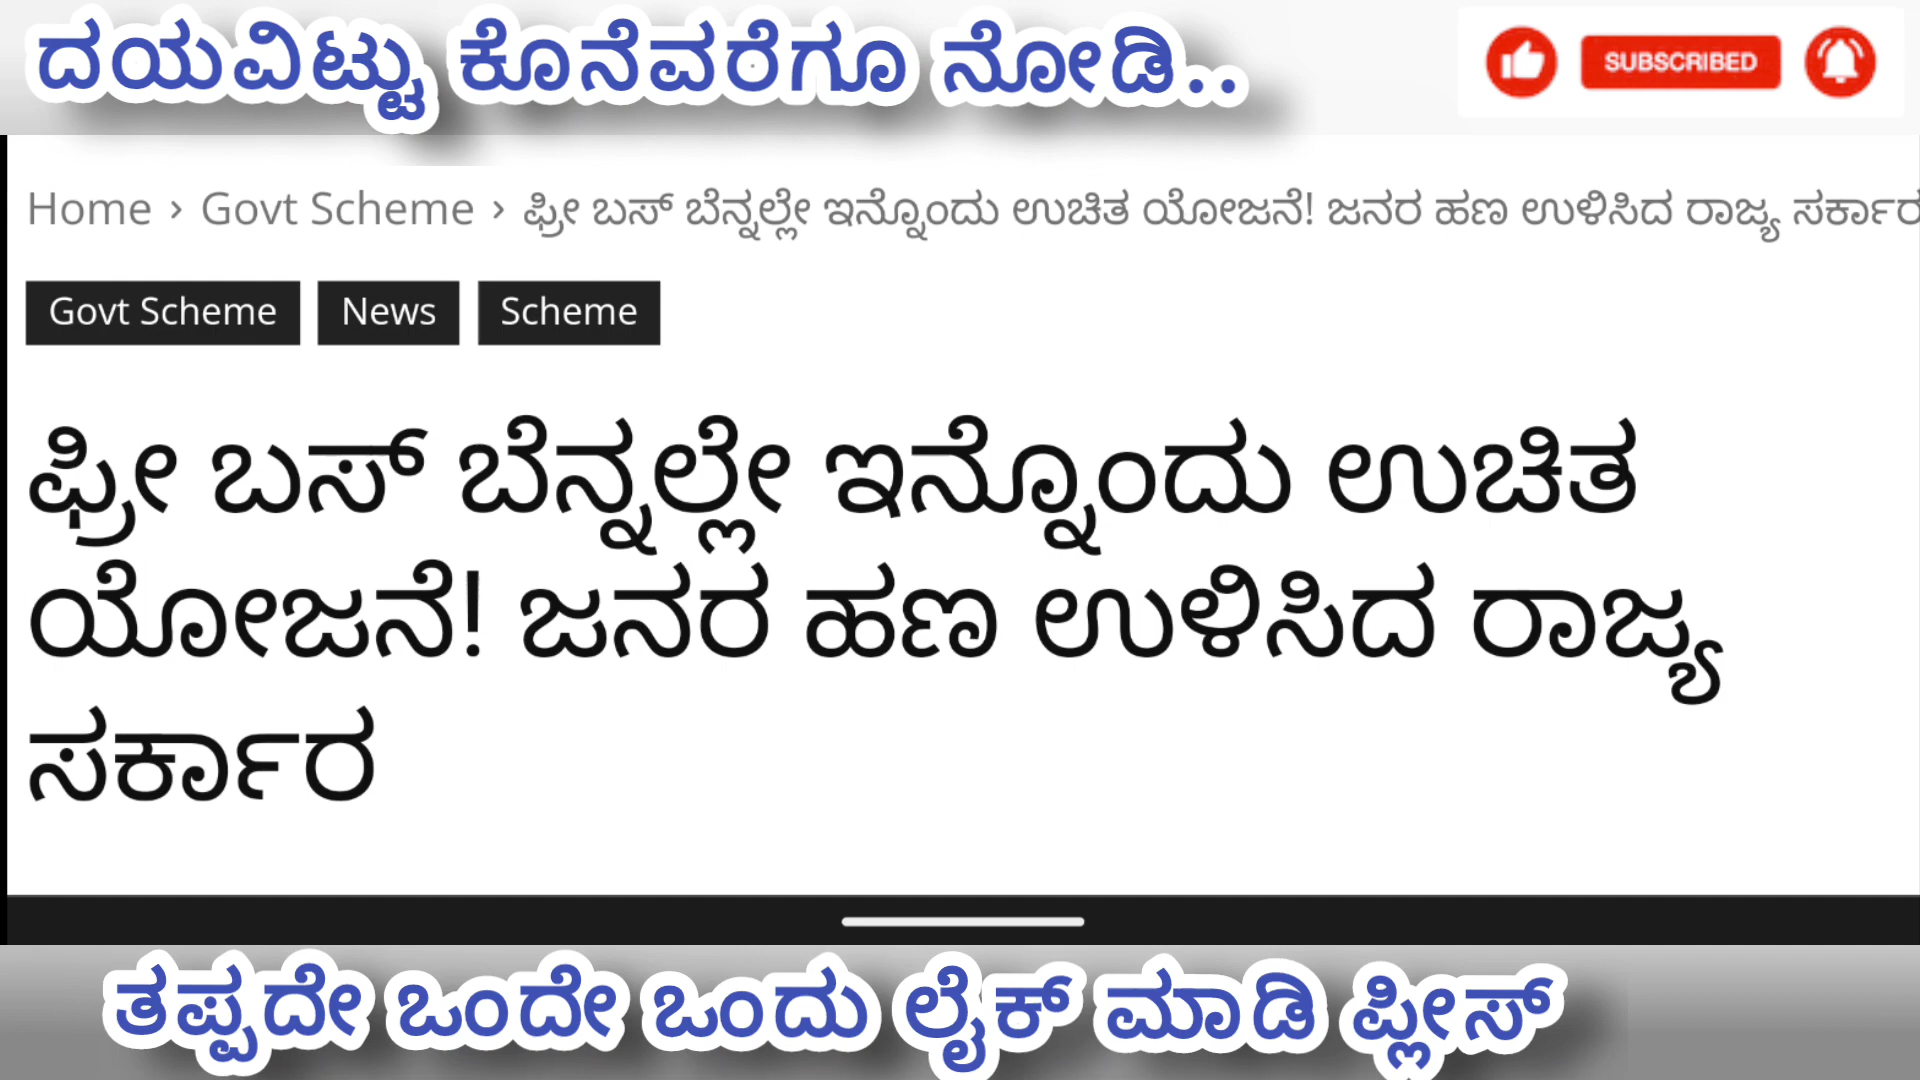 ದಯವಿಟ್ಟು ಕೊನೆವರೆಗೂ ನೋಡಿ..
SUBSCRIBED
Home › Govt Scheme › ಫ್ರೀ ಬಸ್ ಬೆನ್ನಲ್ಲೇ ಇನ್ನೊಂದು ಉಚಿತ ಯೋಜನೆ! ಜನರ ಹಣ ಉಳಿಸಿದ ರಾಜ್ಯ ಸರ್ಕಾರ
Govt Scheme News Scheme
ಫ್ರೀ ಬಸ್ ಬೆನ್ನಲ್ಲೇ ಇನ್ನೊಂದು ಉಚಿತ
ಯೋಜನೆ! ಜನರ ಹಣ ಉಳಿಸಿದ ರಾಜ್ಯ
ಸರ್ಕಾರ
ತಪ್ಪದೇ ಒಂದೇ ಒಂದು ಲೈಕ್ ಮಾಡಿ ಪ್ಲೀಸ್